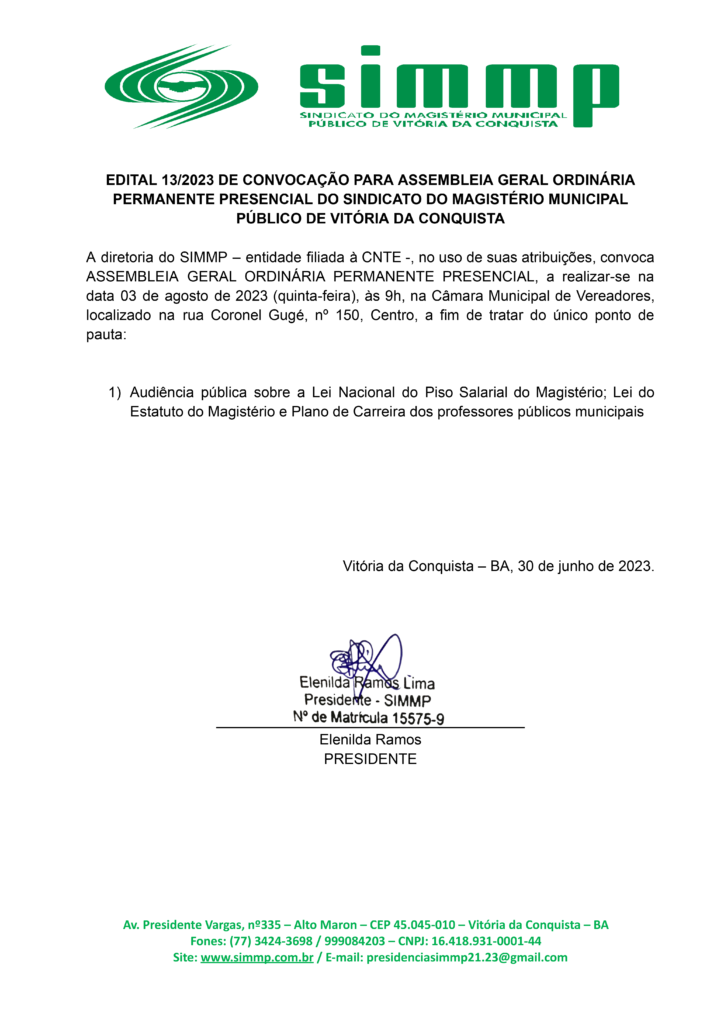 simmp
SINDICATO DO MAGISTÉRIO MUNICIPAL
PÚBLICO DE VITÓRIA DA CONQUISTA
EDITAL 13/2023 DE CONVOCAÇÃO PARA ASSEMBLEIA GERAL ORDINÁRIA
PERMANENTE PRESENCIAL DO SINDICATO DO MAGISTÉRIO MUNICIPAL
PÚBLICO DE VITÓRIA DA CONQUISTA
A diretoria do SIMMP – entidade filiada à CNTE -, no uso de suas atribuições, convoca
ASSEMBLEIA GERAL ORDINÁRIA PERMANENTE PRESENCIAL, a realizar-se na
data 03 de agosto de 2023 (quinta-feira), às 9h, na Câmara Municipal de Vereadores,
localizado na rua Coronel Gugé, nº 150, Centro, a fim de tratar do único ponto de
pauta:
1) Audiência pública sobre a Lei Nacional do Piso Salarial do Magistério; Lei do
Estatuto do Magistério e Plano de Carreira dos professores públicos municipais
Vitória da Conquista – BA, 30 de junho de 2023.
Elenilda Ramos Lima
Presidente - SIMMP
Nº de Matrícula 15575-9
Elenilda Ramos
PRESIDENTE
Av. Presidente Vargas, nº335 – Alto Maron – CEP 45.045-010 – Vitória da Conquista – BA
Fones: (77) 3424-3698 / 999084203 – CNPJ: 16.418.931-0001-44
Site: www.simmp.com.br / E-mail: presidenciasimmp21.23@gmail.com